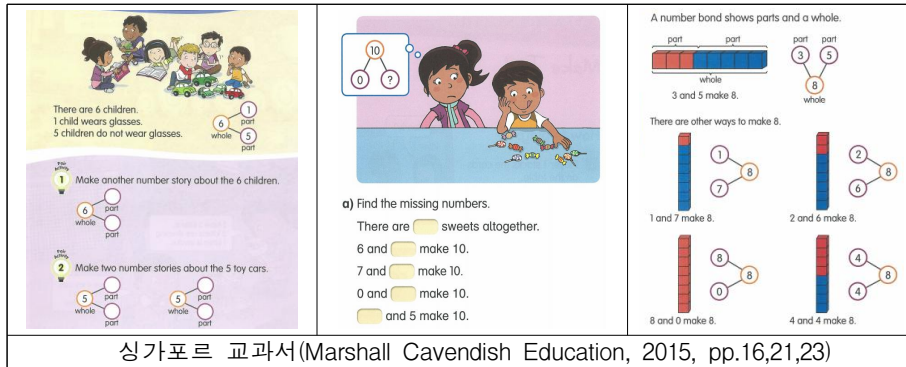 There are 6 children.
1 child wears glasses.
5 children do not wear glasses.
6
whole
1
part
5
part
Pair Activity
1
Make another number story about the 6 children.
6
whole
part
part
Pair Activity
2
Make two number stories about the 5 toy cars.
5
whole
part
part
5
whole
part
part
10
0
?
a) Find the missing numbers.
There are sweets altogether.
6 and make 10.
7 and make 10.
0 and make 10.
and 5 make 10.
A number bond shows parts and a whole.
part part
whole
3 and 5 make 8.
part part
3 5
8
whole
There are other ways to make 8.
1
8
7
1 and 7 make 8.
2
8
6
2 and 6 make 8.
8
8
0
8 and 0 make 8.
4
8
4
4 and 4 make 8.
싱가포르 교과서(Marshall Cavendish Education, 2015, pp.16,21,23)